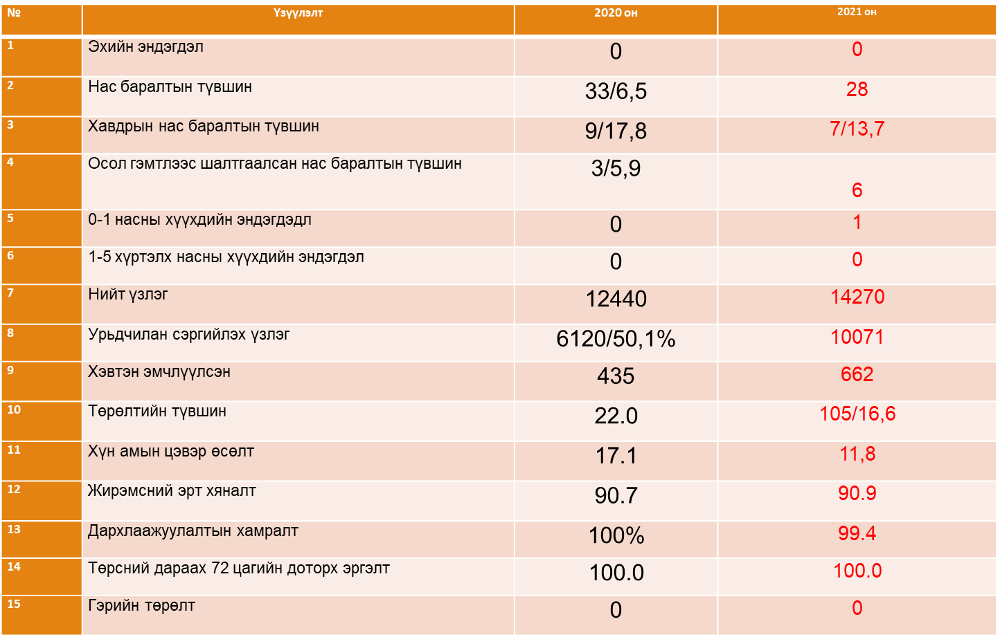 № Үзүүлэлт 2020 он 2021 он
1 Эхийн эндэгдэл 0 0
2 Нас баралтын түвшин 33/6,5 28
3 Хавдрын нас баралтын түвшин 9/17,8 7/13,7
4 Осол гэмтлээс шалтгаалсан нас баралтын түвшин 3/5,9 6
5 0-1 насны хүүхдийн эндэгдэдл 0 1
6 1-5 хүртэлх насны хүүхдийн эндэгдэл 0 0
7 Нийт үзлэг 12440 14270
8 Урьдчилан сэргийлэх үзлэг 6120/50,1% 10071
9 Хэвтэн эмчлүүлсэн 435 662
10 Төрөлтийн түвшин 22.0 105/16,6
11 Хүн амын цэвэр өсөлт 17.1 11,8
12 Жирэмсний эрт хяналт 90.7 90.9
13 Дархлаажуулалтын хамралт 100% 99.4
14 Төрсний дараах 72 цагийн доторх эргэлт 100.0 100.0
15 Гэрийн төрөлт 0 0